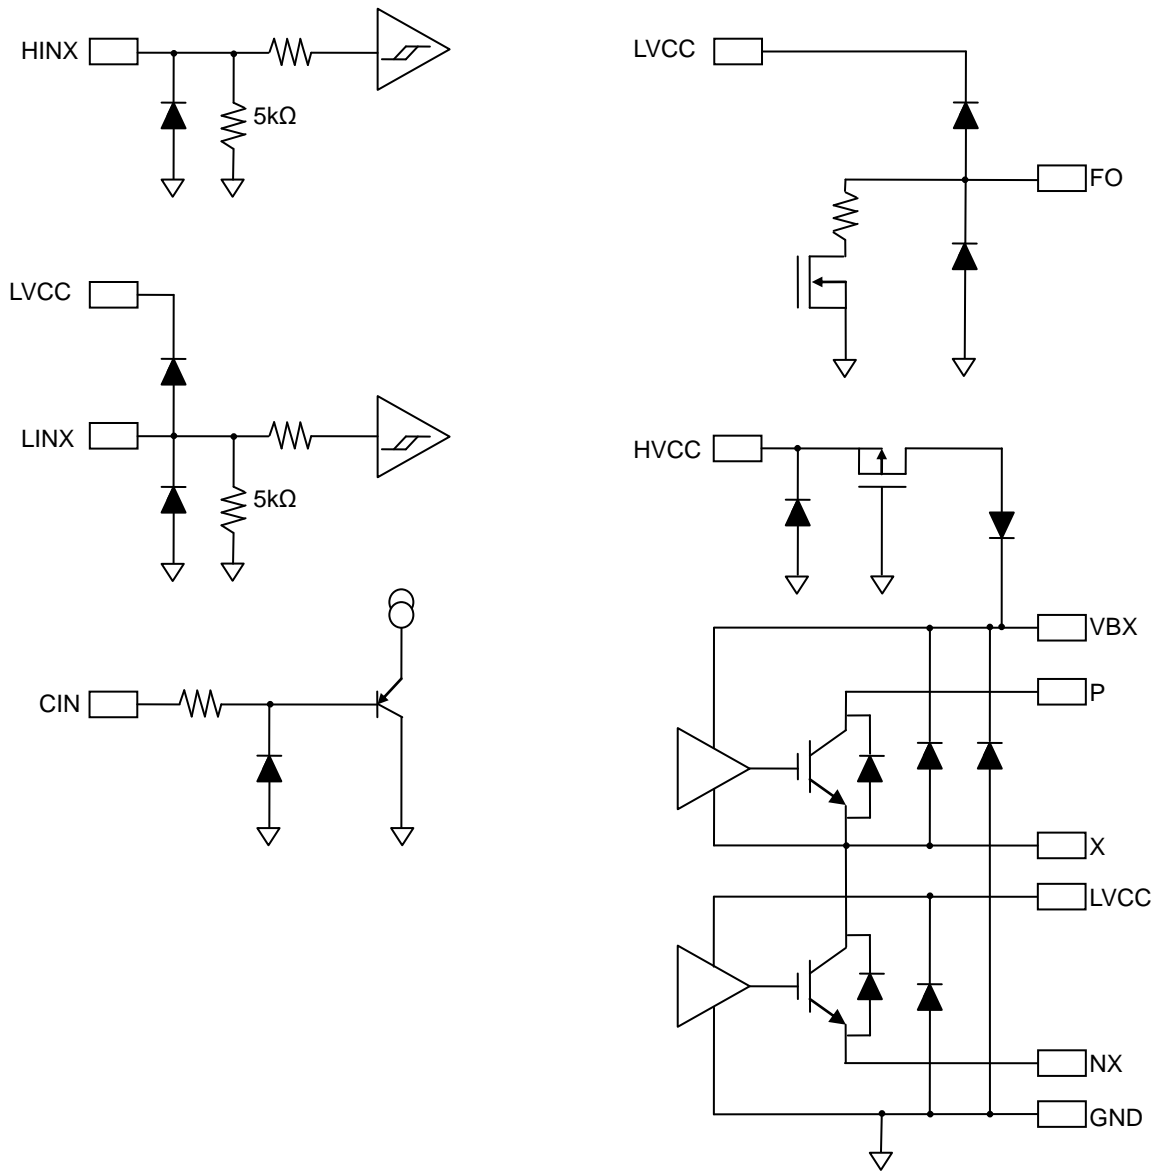 HINX
5kΩ
LVCC
LINX
5kΩ
CIN
LVCC
FO
HVCC
VBX
P
X
LVCC
NX
GND